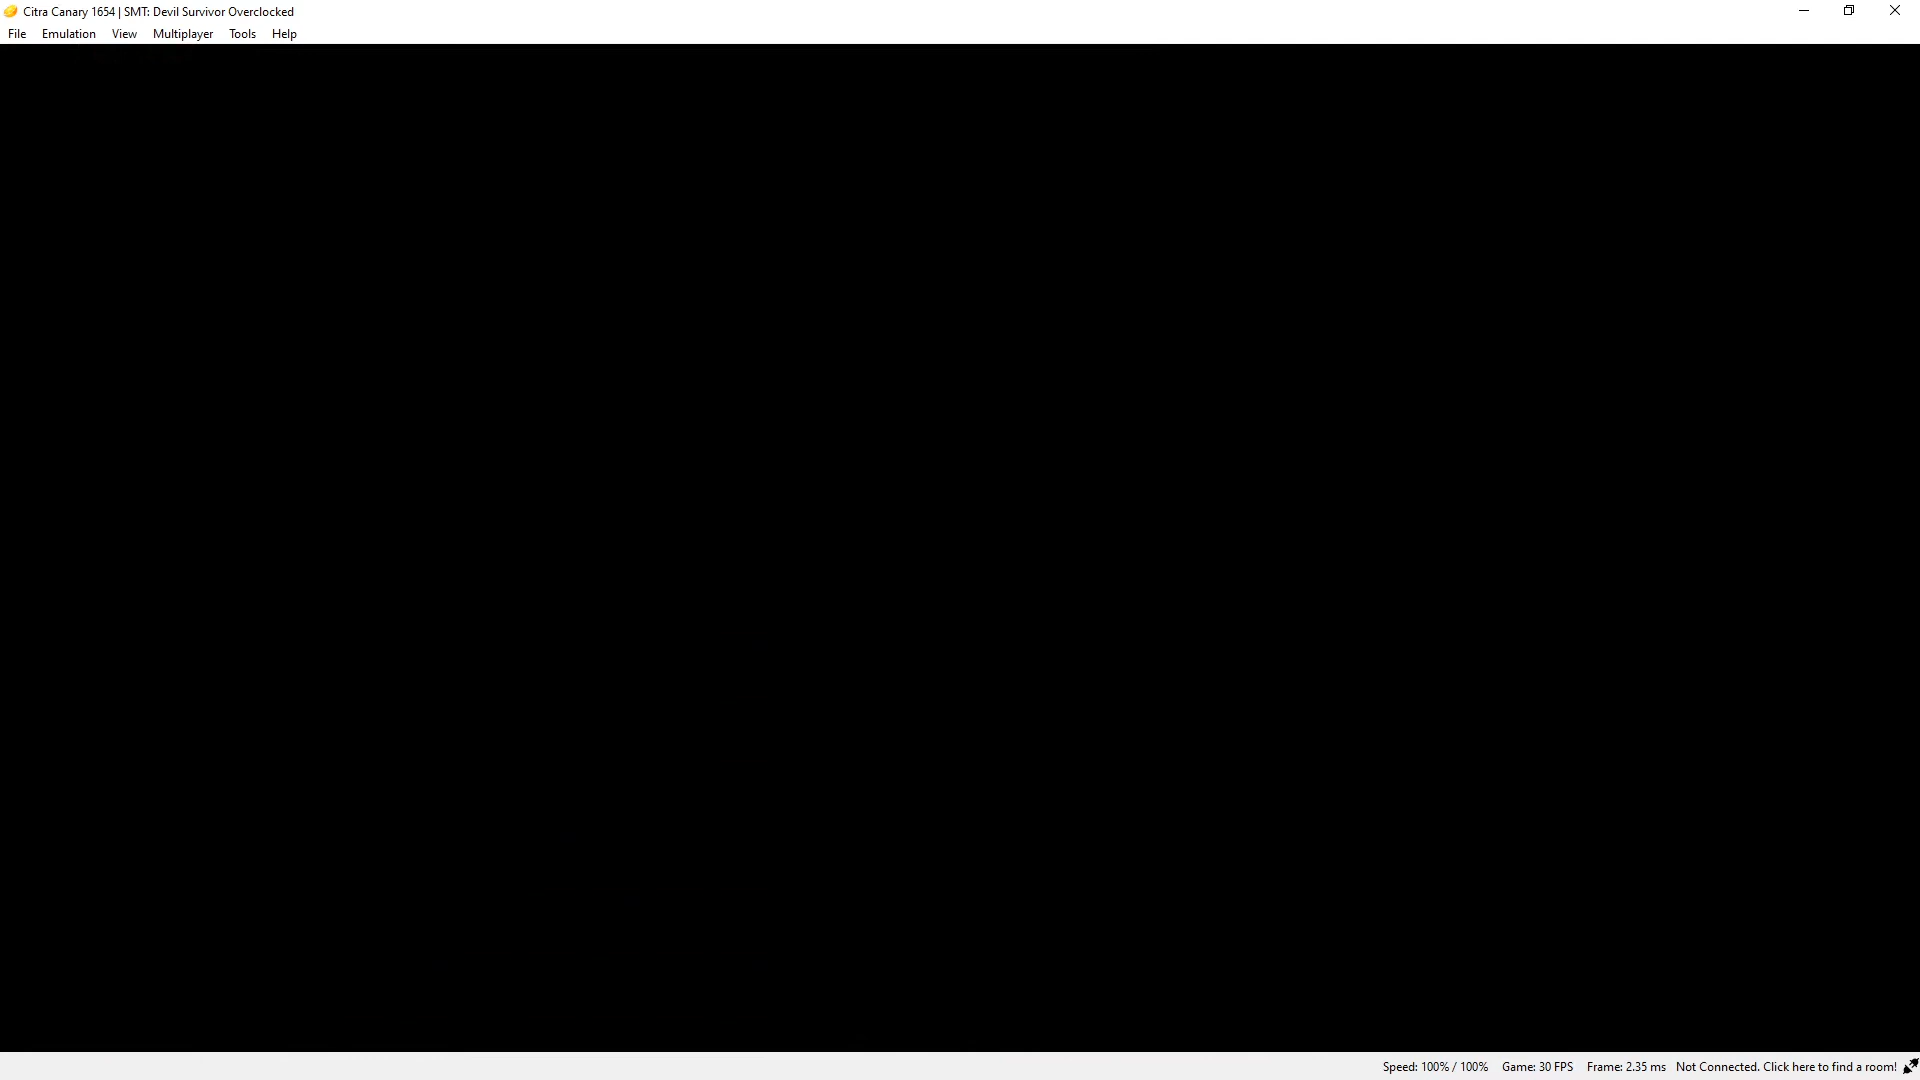 Citra Canary 1654 | SMT: Devil Survivor Overclocked
File Emulation View Multiplayer Tools Help
Speed: 100% / 100% Game: 30 FPS Frame: 2.35 ms Not Connected. Click here to find a room!